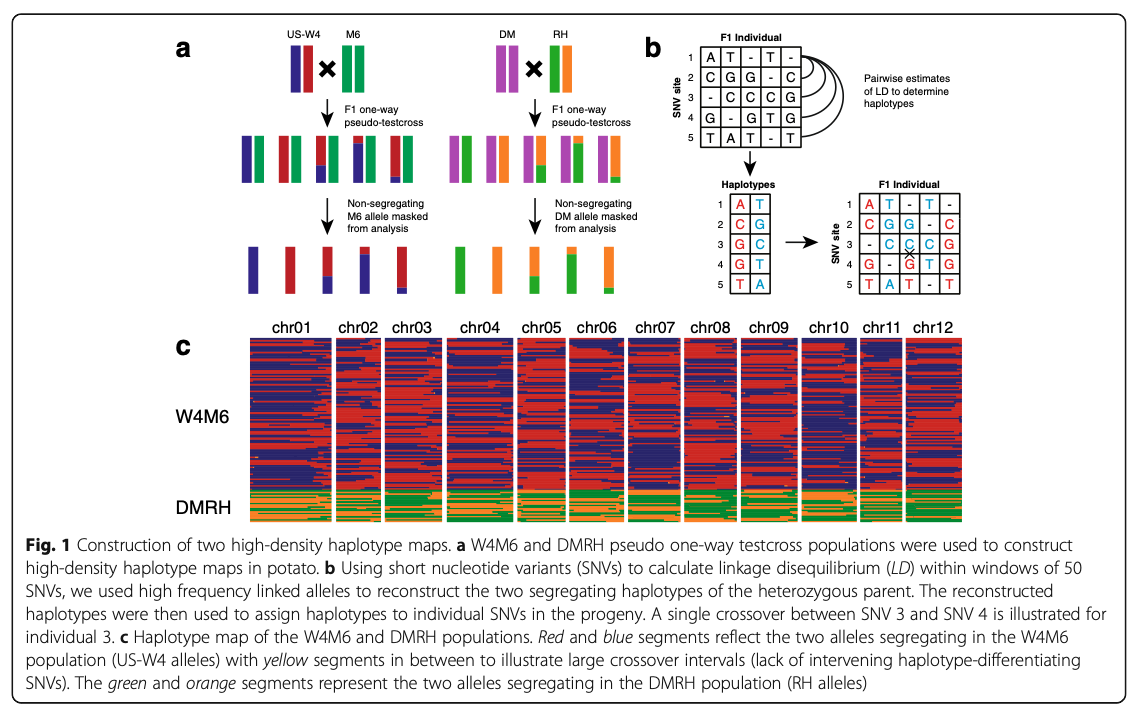 a
US-W4 M6
F1 one-way
pseudo-testcross
Non-segregating
M6 allele masked
from analysis
DM RH
F1 one-way
pseudo-testcross
Non-segregating
DM allele masked
from analysis
b
F1 Individual
SNV site
1 A T - T -
2 C G G - C
3 - C C C G
4 G - G T G
5 T A T - T
Pairwise estimates
of LD to determine
haplotypes
Haplotypes
1 A T
2 C G
3 G C
4 G T
5 T A
F1 Individual
SNV site
1 A T - T -
2 C G G - C
3 - C C C G
4 G - G T G
5 T A T - T
c
chr01 chr02 chr03 chr04 chr05 chr06 chr07 chr08 chr09 chr10 chr11 chr12
W4M6
DMRH
Fig. 1 Construction of two high-density haplotype maps. a W4M6 and DMRH pseudo one-way testcross populations were used to construct
high-density haplotype maps in potato. b Using short nucleotide variants (SNVs) to calculate linkage disequilibrium (LD) within windows of 50
SNVs, we used high frequency linked alleles to reconstruct the two segregating haplotypes of the heterozygous parent. The reconstructed
haplotypes were then used to assign haplotypes to individual SNVs in the progeny. A single crossover between SNV 3 and SNV 4 is illustrated for
individual 3. c Haplotype map of the W4M6 and DMRH populations. Red and blue segments reflect the two alleles segregating in the W4M6
population (US-W4 alleles) with yellow segments in between to illustrate large crossover intervals (lack of intervening haplotype-differentiating
SNVs). The green and orange segments represent the two alleles segregating in the DMRH population (RH alleles)